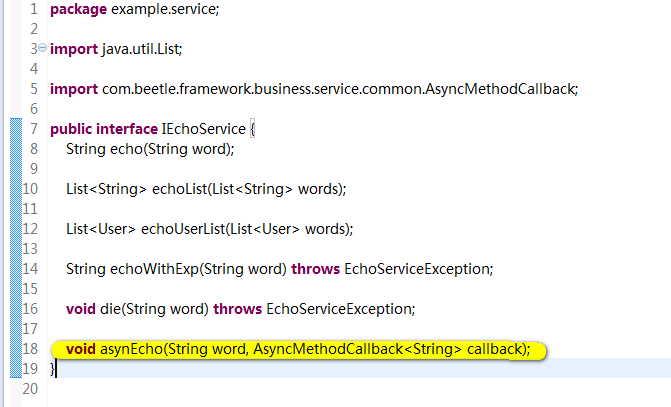 1 package example.service;
2
3 import java.util.List;
4
5 import com.beetle.framework.business.service.common.AsyncMethodCallback;
6
7 public interface IEchoService {
8 String echo(String word);
9
10 List<String> echoList(List<String> words);
11
12 List<User> echoUserList(List<User> words);
13
14 String echoWithExp(String word) throws EchoServiceException;
15
16 void die(String word) throws EchoServiceException;
17
18 void asynEcho(String word, AsyncMethodCallback<String> callback);
19 }
20